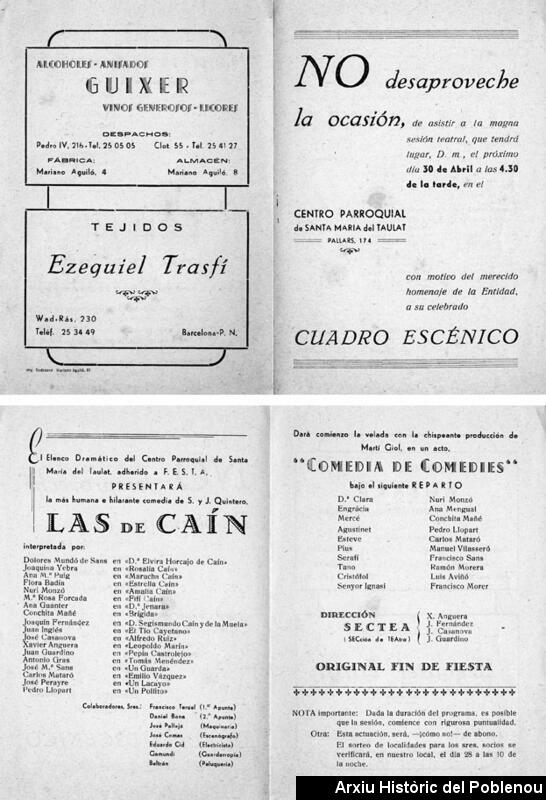 ALCOHOLES - ANISADOS
GUIXER
VINOS GENEROSOS - LICORES
DESPACHOS:
Pedro IV, 216 - Tel. 25 05 05 Clot. 55 - Tel. 25 41 27
FÁBRICA: ALMACÉN:
Mariano Aguiló, 4 Mariano Aguiló, 8
TEJIDOS
Ezequiel Trasfí
Wad-Rás, 230
Teléf. 25 34 49 Barcelona-P. N.
Mariano Aguiló,
NO desaproveche
la ocasión, de asistir a la magna
sesión teatral, que tendrá
lugar, D. m., el próximo
día 30 de Abril a las 4.30
de la tarde, en el
CENTRO PARROQUIAL
de SANTA MARIA del TAULAT
PALLARS, 174
con motivo del merecido
homenaje de la Entidad,
a su celebrado
CUADRO ESCÉNICO
El Elenco Dramático del Centro Parroquial de Santa
María del Taulat, adherido a F. E. S. T. A.,
PRESENTARÁ
la más humana e hilarante comedia de S. y J. Quintero,
LAS DE CAÍN
interpretada por:
Dolores Mundó de Sans en «D.ª Elvira Horcajo de Caín»
Joaquina Yebra en «Rosalía Caín»
Ana M.ª Puig en «Marucha Caín»
Flora Badía en «Estrella Caín»
Nuri Monzó en «Amalia Caín»
M.ª Rosa Forcada en «Fifí Caín»
Ana Guanter en «D.ª Jenara»
Conchita Mañé en «Brígida»
Joaquín Fernández en «D. Segismundo Caín y de la Muela»
Juan Inglés en «El Tío Cayetano»
José Casanova en «Alfredo Ruiz»
Xavier Anguera en «Leopoldo Marín»
Juan Guardino en «Pepín Castrolejo»
Antonio Gras en «Tomás Menéndez»
José M.ª Sans en «Un Guarda»
Carlos Mataró en «Emilio Vázquez»
José Perayre en «Un Lacayo»
Pedro Llopart en «Un Pollito»
Colaboradores, Sres.: Francisco Teruel (1.er Apunte)
Daniel Bona (2.º Apunte)
José Pallejá (Maquinaria)
José Comas (Escenógrafo)
Eduardo Cid (Electricista)
Gamundi (Guardarropía)
Beltrán (Peluquería)
Dará comienzo la velada con la chispeante producción de
Martí Giol, en un acto,
"COMEDIA DE COMEDIES"
bajo el siguiente REPARTO
D.ª Clara Nuri Monzó
Engrácia Ana Mengual
Mercé Conchita Mañé
Agustinet Pedro Llopart
Esteve Carlos Mataró
Pius Manuel Vilasseró
Serafí Francisco Sans
Tano Ramón Morera
Cristòfol Luis Aviñó
Senyor Ignasi Francisco Morer
DIRECCIÓN
SECTEA
(SECción de TEAtro)
X. Anguera
J. Fernández
J. Casanova
J. Guardino
ORIGINAL FIN DE FIESTA
NOTA importante: Dada la duración del programa, es posible
que la sesión, comience con rigurosa puntualidad.
Otra: Esta actuación, será, —¡cómo no!— de abono.
El sorteo de localidades para los sres. socios se
verificará, en nuestro local, el día 28 a las 10 de
la noche.
Arxiu Històric del Poblenou